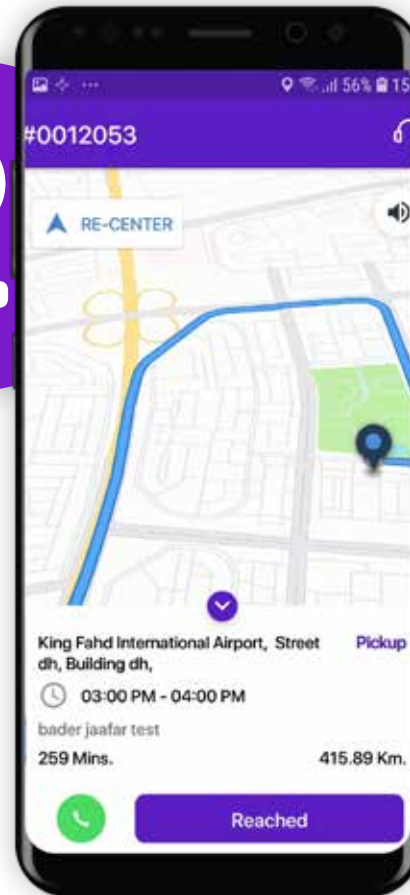 56% 15
#0012053
RE-CENTER
King Fahd International Airport, Street
dh, Building dh,
Pickup
03:00 PM - 04:00 PM
bader jaafar test
259 Mins.
415.89 Km.
Reached